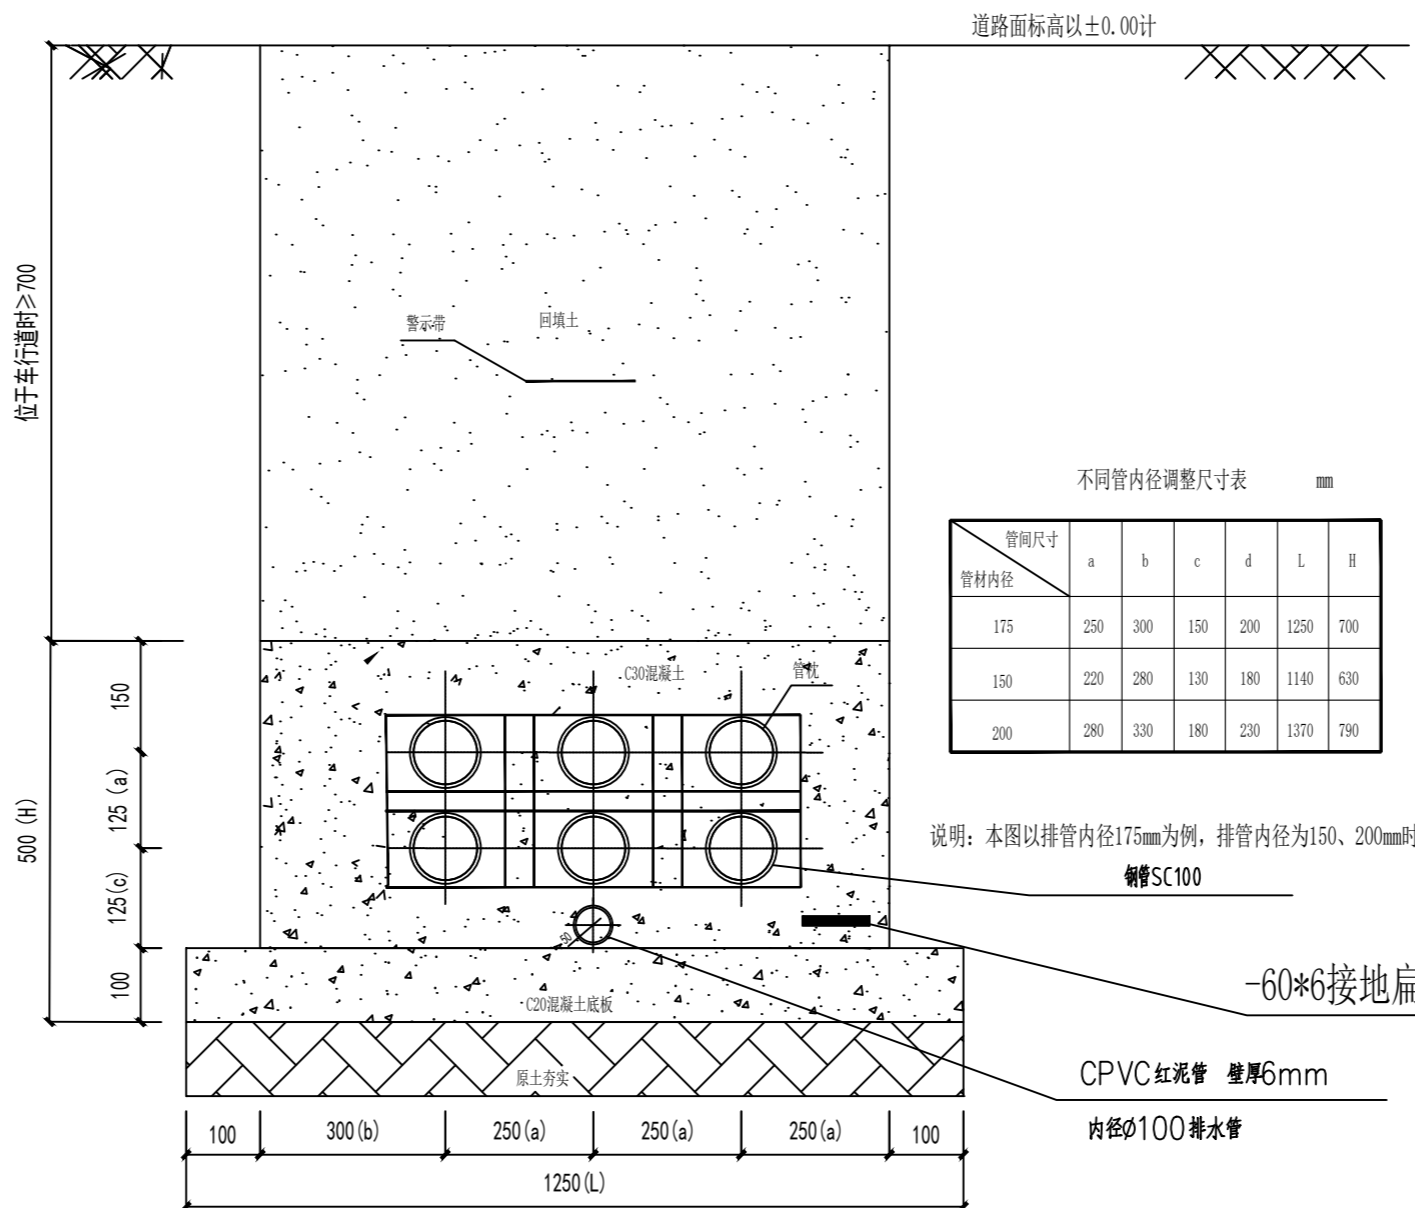 道路面标高以±0.00计
位于车行道时≥700
警示带
回填土
不同管内径调整尺寸表 mm
管间尺寸 a b c d L H
管材内径
175 250 300 150 200 1250 700
150 220 280 130 180 1140 630
200 280 330 180 230 1370 790
C30混凝土
管枕
150
125 (a)
125(c)
100
500 (H)
说明：本图以排管内径175mm为例，排管内径为150、200mm时
钢管SC100
50
-60*6接地扁
C20混凝土底板
原土夯实
CPVC红泥管 壁厚6mm
内径Ø100排水管
100 300(b) 250(a) 250(a) 250(a) 100
1250(L)